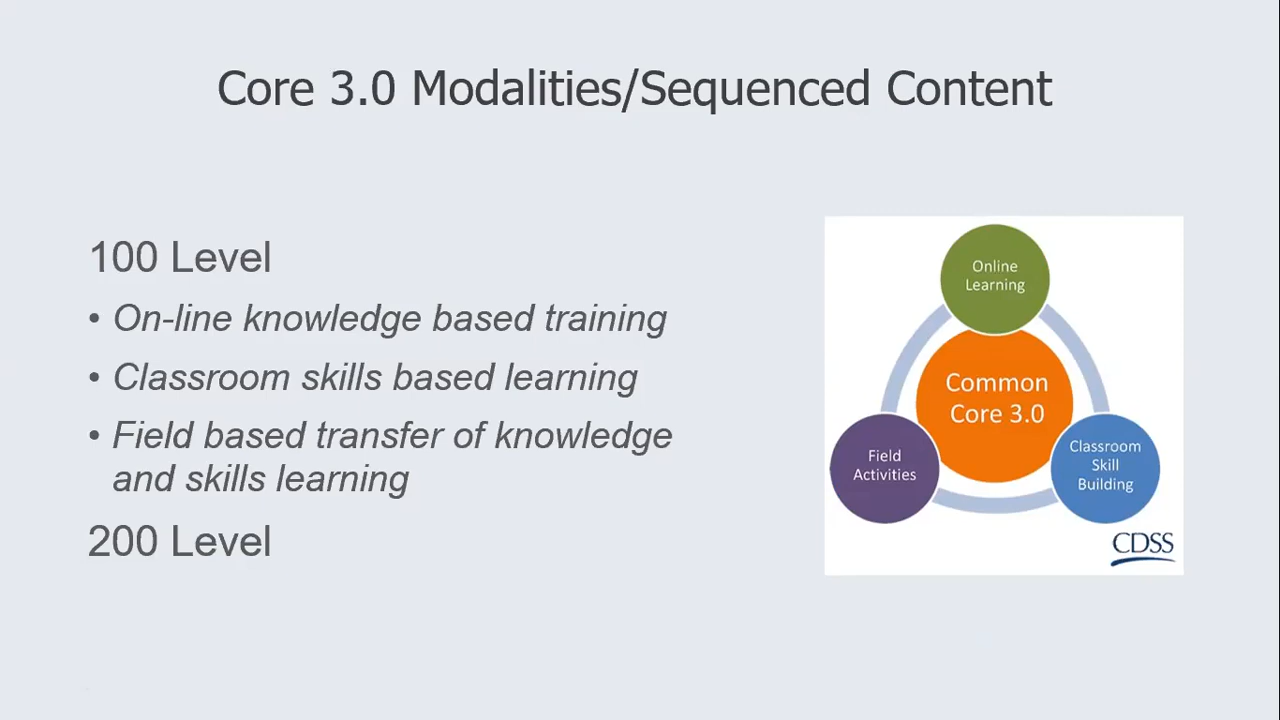 Core 3.0 Modalities/Sequenced Content
100 Level
• On-line knowledge based training
• Classroom skills based learning
• Field based transfer of knowledge
and skills learning
200 Level
Online
Learning
Common
Core 3.0
Field
Activities
Classroom
Skill
Building
CDSS